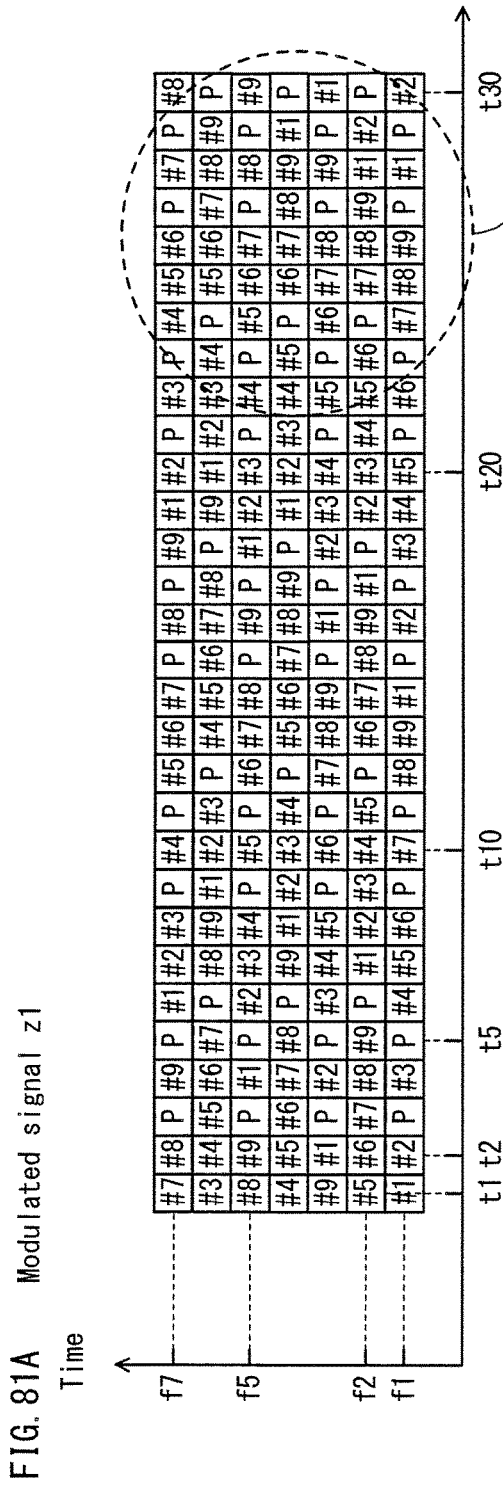 FIG. 81A Modulated signal z1
Time
f7 #7 #8 P #9 P #1 #2 #3 P #4 P #5 #6 #7 P #8 P #9 #1 #2 P #3 P #4 #5 #6 P #7 P #8
#3 #4 #5 #6 #7 P #8 #9 #1 #2 #3 P #4 #5 #6 #7 #8 P #9 #1 #2 #3 #4 P #5 #6 #7 #8 #9 P
f5 #8 #9 P #1 P #2 #3 #4 P #5 P #6 #7 #8 P #9 P #1 #2 #3 P #4 P #5 #6 #7 P #8 P #9
#4 #5 #6 #7 #8 P #9 #1 #2 #3 #4 P #5 #6 #7 #8 #9 P #1 #2 #3 #4 #5 P #6 #7 #8 #9 #1 P
#9 #1 P #2 P #3 #4 #5 P #6 P #7 #8 #9 P #1 P #2 #3 #4 P #5 P #6 #7 #8 P #9 P #1
f2 #5 #6 #7 #8 #9 P #1 #2 #3 #4 #5 P #6 #7 #8 #9 #1 P #2 #3 #4 #5 #6 P #7 #8 #9 #1 #2 P
f1 #1 #2 P #3 P #4 #5 #6 P #7 P #8 #9 #1 P #2 P #3 #4 #5 P #6 P #7 #8 #9 P #1 P #2
t1 t2 t5 t10 t20 t30